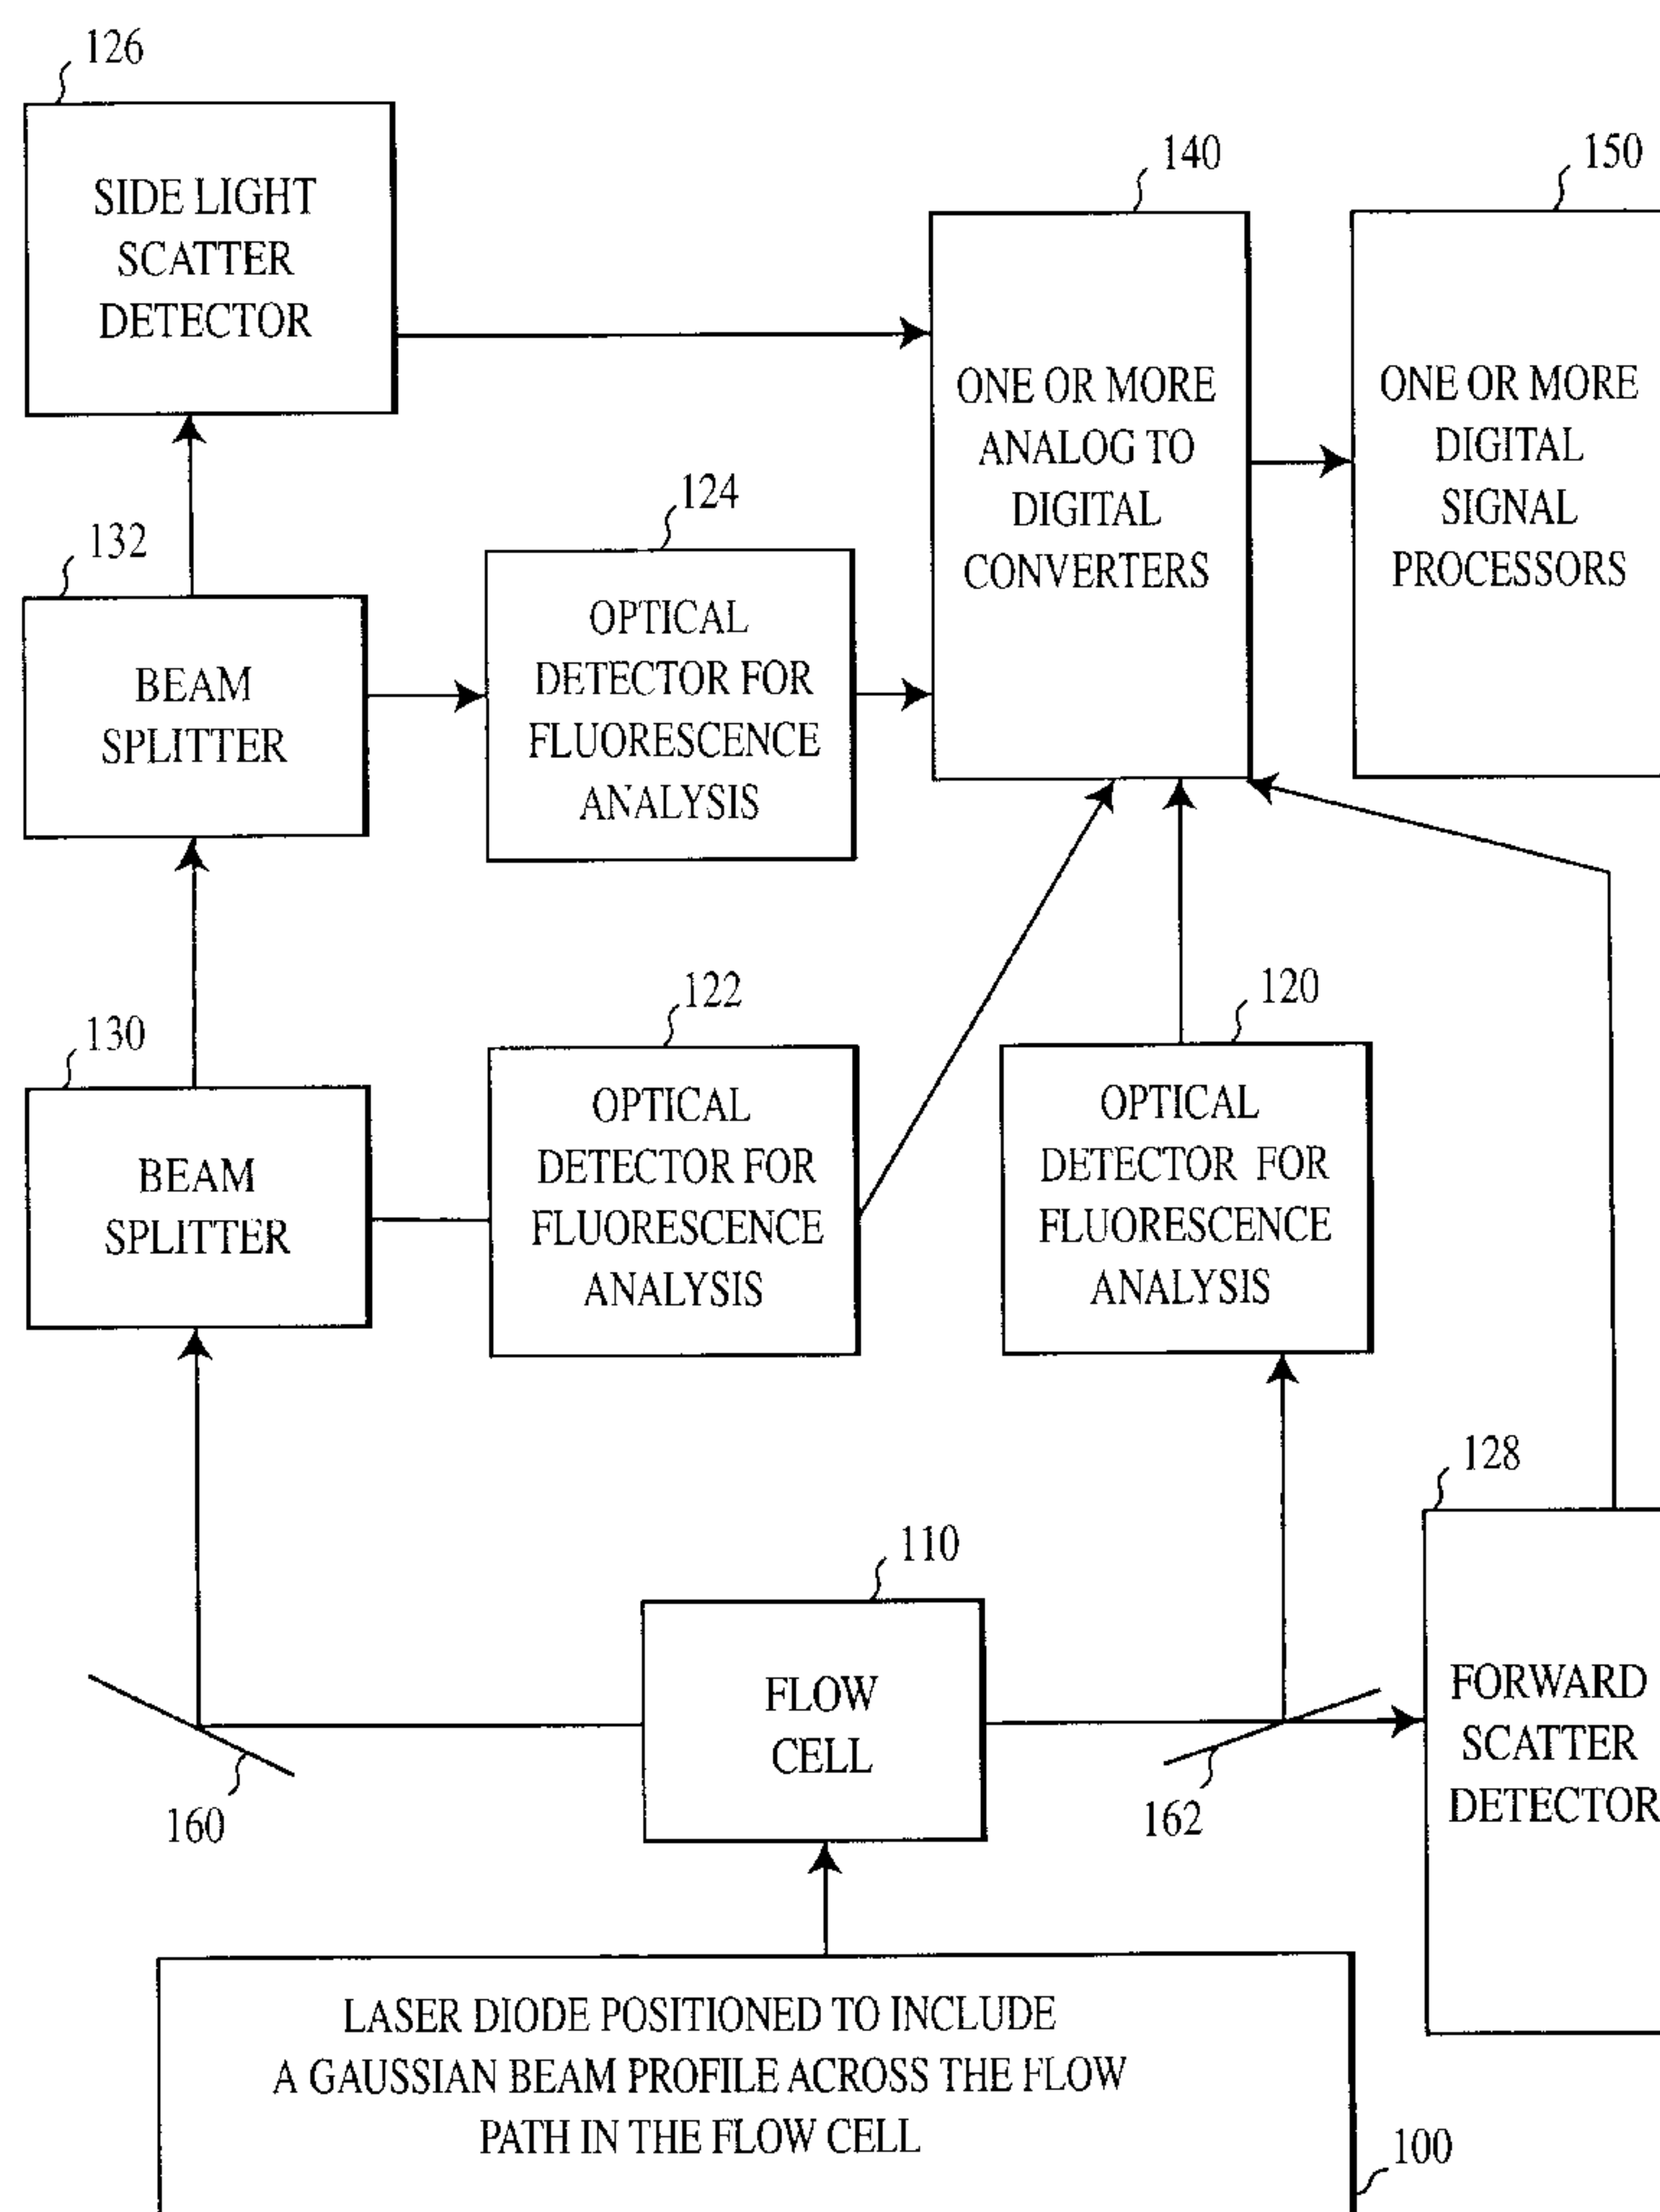 126
SIDE LIGHT
SCATTER
DETECTOR
140
ONE OR MORE
ANALOG TO
DIGITAL
CONVERTERS
150
ONE OR MORE
DIGITAL
SIGNAL
PROCESSORS
132
BEAM
SPLITTER
124
OPTICAL
DETECTOR FOR
FLUORESCENCE
ANALYSIS
130
BEAM
SPLITTER
122
OPTICAL
DETECTOR FOR
FLUORESCENCE
ANALYSIS
120
OPTICAL
DETECTOR FOR
FLUORESCENCE
ANALYSIS
128
FORWARD
SCATTER
DETECTOR
110
FLOW
CELL
160
162
LASER DIODE POSITIONED TO INCLUDE
A GAUSSIAN BEAM PROFILE ACROSS THE FLOW
PATH IN THE FLOW CELL
100